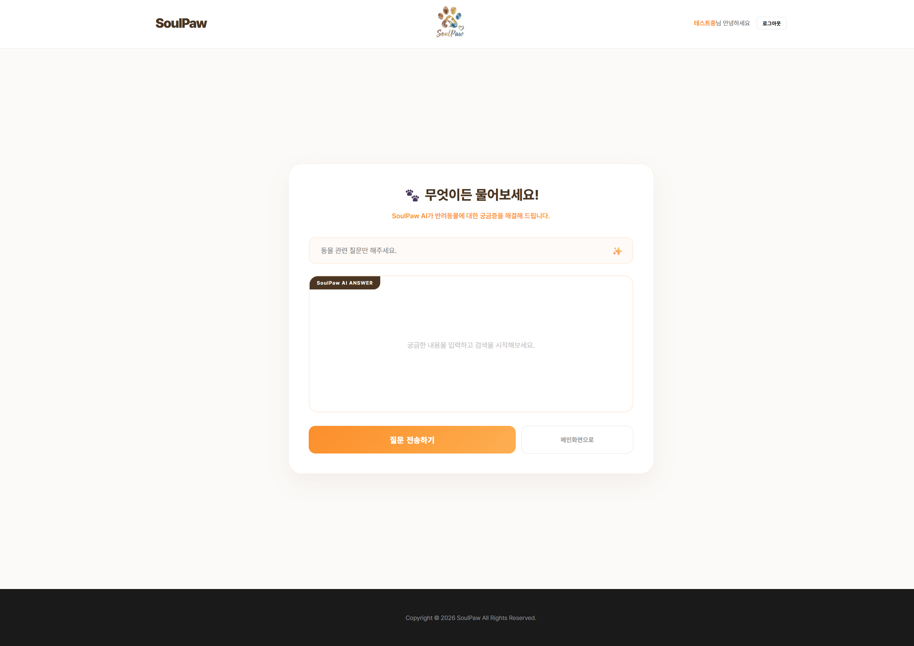 SoulPaw
SoulPaw
테스트중님 안녕하세요
로그아웃
무엇이든 물어보세요!
SoulPaw AI가 반려동물에 대한 궁금증을 해결해 드립니다.
동물 관련 질문만 해주세요.
SoulPaw AI ANSWER
궁금한 내용을 입력하고 검색을 시작해보세요.
질문 전송하기
메인화면으로
Copyright © 2026 SoulPaw All Rights Reserved.